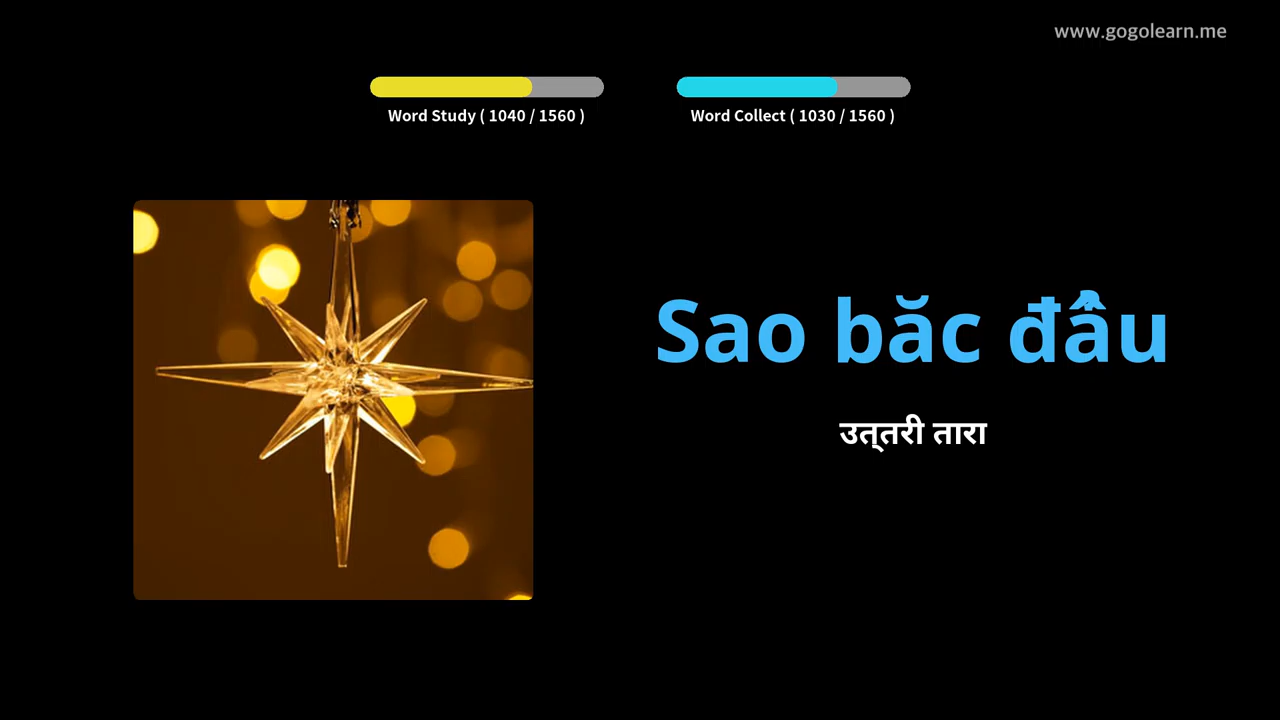 www.gogolearn.me
Word Study ( 1040 / 1560 )
Word Collect ( 1030 / 1560 )
Sao băc đẩu
उत्तरी तारा